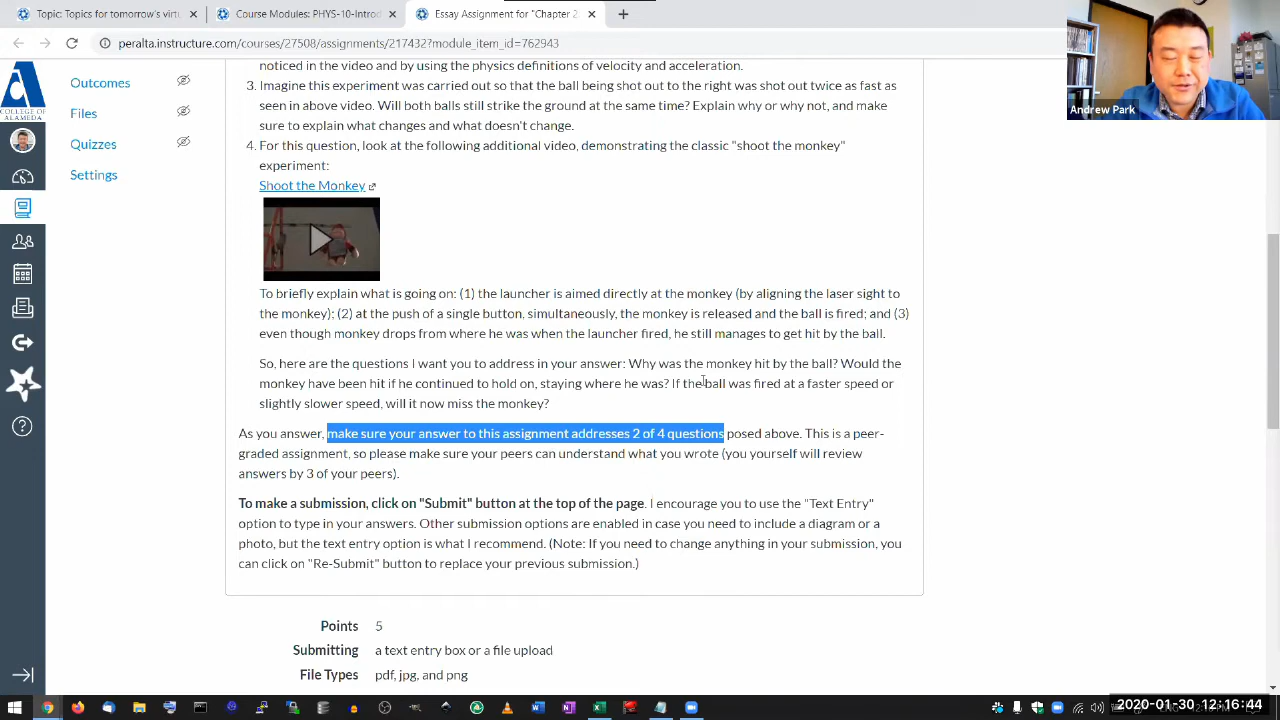 Topic: Topics for tomorrow's virtu
Course Modules: PHYS-10-Introd
Essay Assignment for "Chapter 2
peralta.instructure.com/courses/27508/assignments/217432?module_item_id=762943
Andrew Park
COLLEGE OF
ALAMEDA
Outcomes
Files
Quizzes
Settings
noticed in the video and by using the physics definitions of velocity and acceleration.
3. Imagine this experiment was carried out so that the ball being shot out to the right was shot out twice as fast as
seen in above video. Will both balls still strike the ground at the same time? Explain why or why not, and make
sure to explain what changes and what doesn't change.
4. For this question, look at the following additional video, demonstrating the classic "shoot the monkey"
experiment:
Shoot the Monkey
To briefly explain what is going on: (1) the launcher is aimed directly at the monkey (by aligning the laser sight to
the monkey); (2) at the push of a single button, simultaneously, the monkey is released and the ball is fired; and (3)
even though monkey drops from where he was when the launcher fired, he still manages to get hit by the ball.
So, here are the questions I want you to address in your answer: Why was the monkey hit by the ball? Would the
monkey have been hit if he continued to hold on, staying where he was? If the ball was fired at a faster speed or
slightly slower speed, will it now miss the monkey?
As you answer, make sure your answer to this assignment addresses 2 of 4 questions posed above. This is a peer-
graded assignment, so please make sure your peers can understand what you wrote (you yourself will review
answers by 3 of your peers).
To make a submission, click on "Submit" button at the top of the page. I encourage you to use the "Text Entry"
option to type in your answers. Other submission options are enabled in case you need to include a diagram or a
photo, but the text entry option is what I recommend. (Note: If you need to change anything in your submission, you
can click on "Re-Submit" button to replace your previous submission.)
Points 5
Submitting a text entry box or a file upload
File Types pdf, jpg, and png
2020-01-30 12:16:44